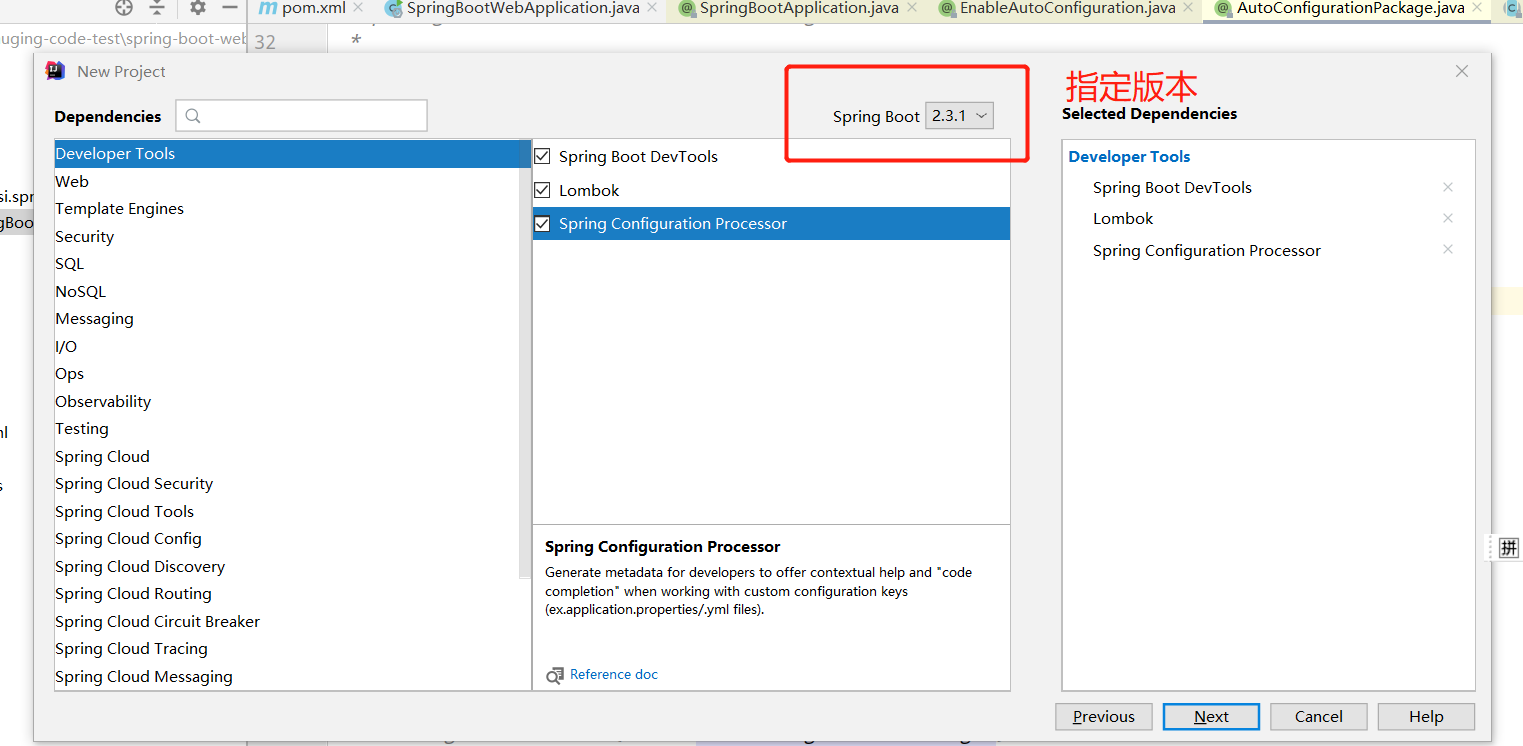 pom.xml SpringBootWebApplication.java SpringBootApplication.java EnableAutoConfiguration.java AutoConfigurationPackage.java
uging-code-test\spring-boot-web 32 *
New Project
指定版本
Dependencies Spring Boot 2.3.1 Selected Dependencies
Developer Tools
Web
Template Engines
Security
SQL
NoSQL
Messaging
I/O
Ops
Observability
Testing
Spring Cloud
Spring Cloud Security
Spring Cloud Tools
Spring Cloud Config
Spring Cloud Discovery
Spring Cloud Routing
Spring Cloud Circuit Breaker
Spring Cloud Tracing
Spring Cloud Messaging
Spring Boot DevTools
Lombok
Spring Configuration Processor
Spring Configuration Processor
Generate metadata for developers to offer contextual help and "code
completion" when working with custom configuration keys
(ex.application.properties/.yml files).
Reference doc
Developer Tools
Spring Boot DevTools
Lombok
Spring Configuration Processor
拼
Previous Next Cancel Help